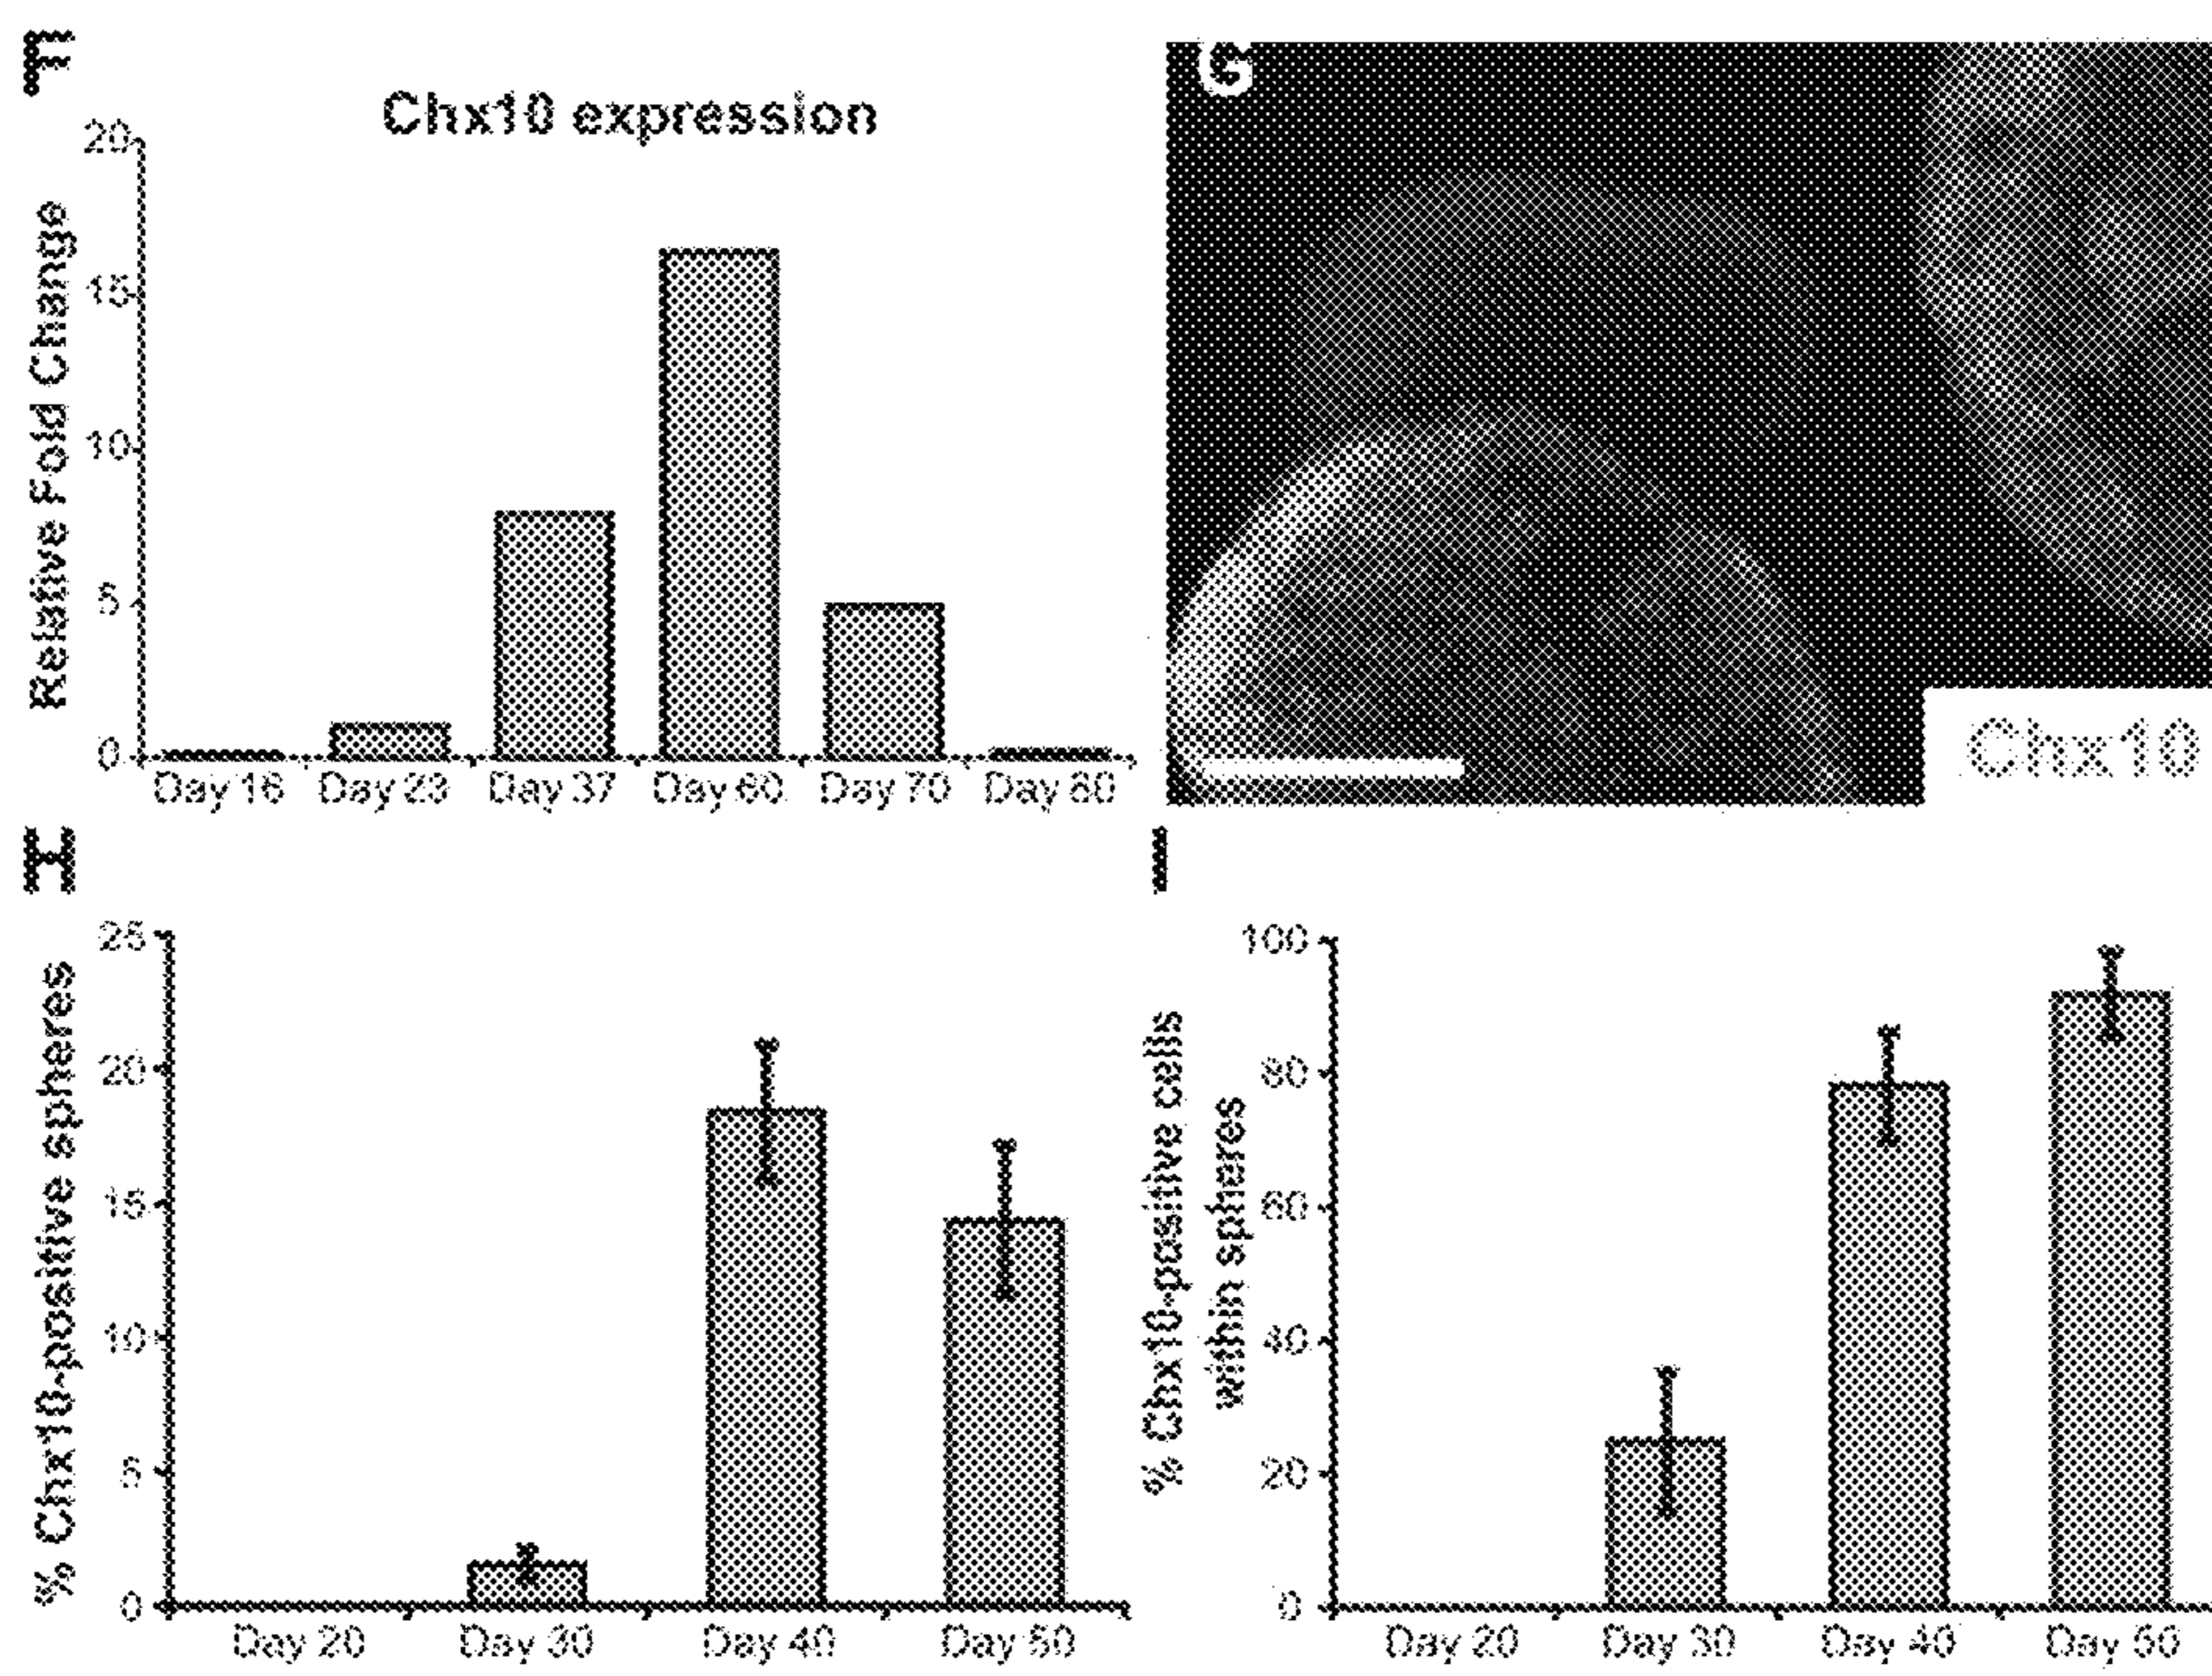 F
Chx10 expression
Relative Fold Change
20
15
10
5
0
Day 16
Day 23
Day 37
Day 60
Day 70
Day 80
G
Chx10
H
% Chx10-positive spheres
25
20
15
10
5
0
Day 20
Day 30
Day 40
Day 50
I
% Chx10-positive cells
within spheres
100
80
60
40
20
0
Day 20
Day 30
Day 40
Day 50